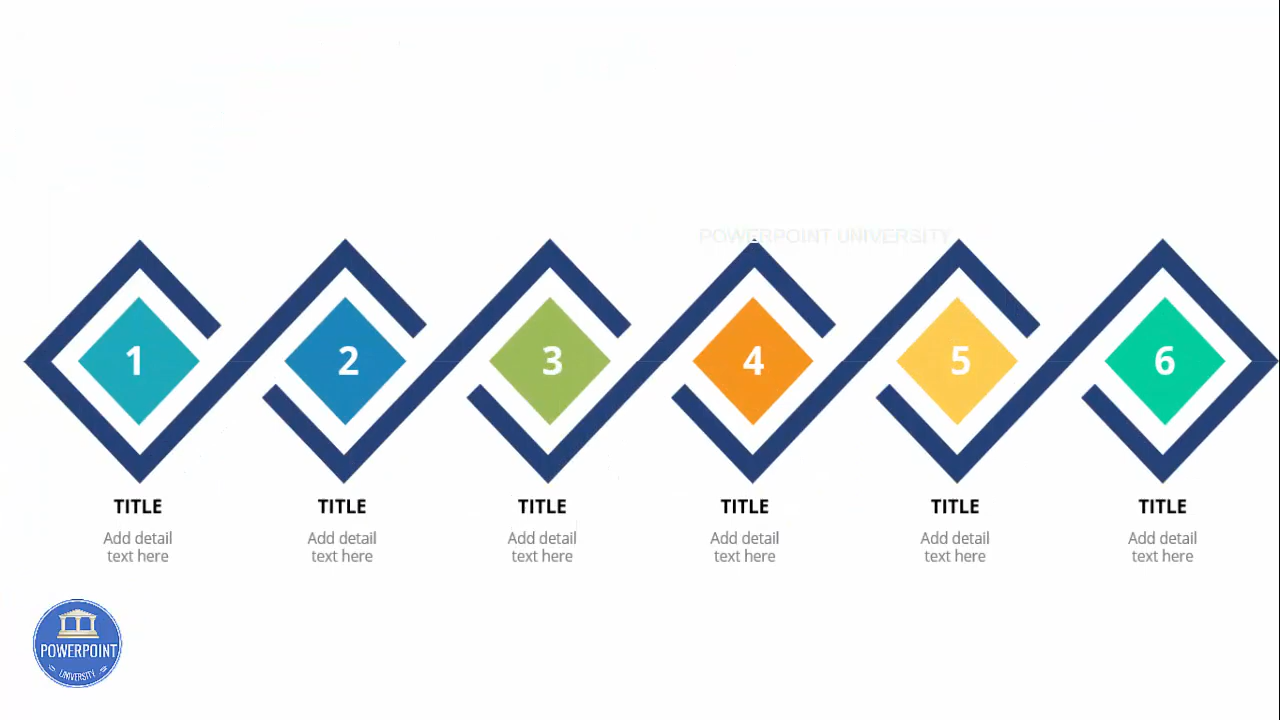 POWERPOINT UNIVERSITY
1 2 3 4 5 6
TITLE TITLE TITLE TITLE TITLE TITLE
Add detail Add detail Add detail Add detail Add detail Add detail
text here text here text here text here text here text here
POWERPOINT
UNIVERSITY